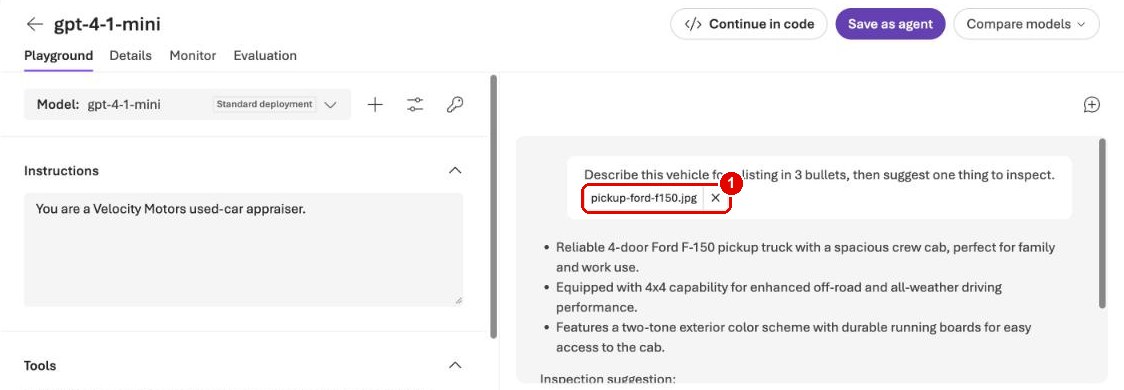 gpt-4-1-mini
Continue in code
Save as agent
Compare models
Playground
Details
Monitor
Evaluation
Model: gpt-4-1-mini
Standard deployment
Instructions
You are a Velocity Motors used-car appraiser.
Tools
Describe this vehicle listing in 3 bullets, then suggest one thing to inspect.
1
pickup-ford-f150.jpg
• Reliable 4-door Ford F-150 pickup truck with a spacious crew cab, perfect for family
and work use.
• Equipped with 4x4 capability for enhanced off-road and all-weather driving
performance.
• Features a two-tone exterior color scheme with durable running boards for easy
access to the cab.
Inspection suggestion: